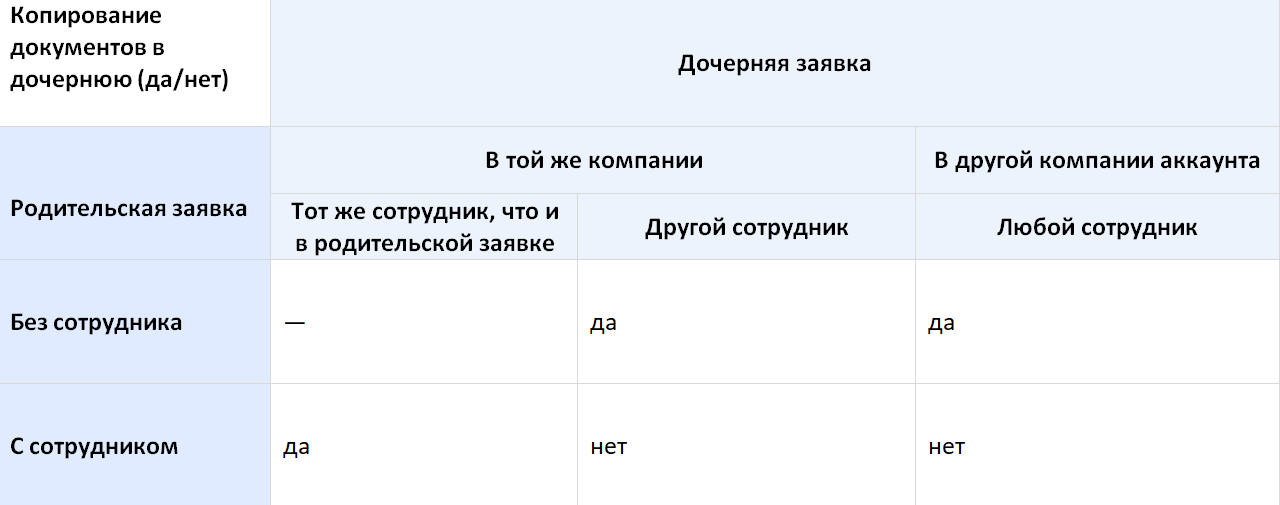 Копирование
документов в
дочернюю (да/нет)
Дочерняя заявка
Родительская заявка
В той же компании
В другой компании аккаунта
Тот же сотрудник, что и
в родительской заявке
Другой сотрудник
Любой сотрудник
Без сотрудника
—
да
да
С сотрудником
да
нет
нет